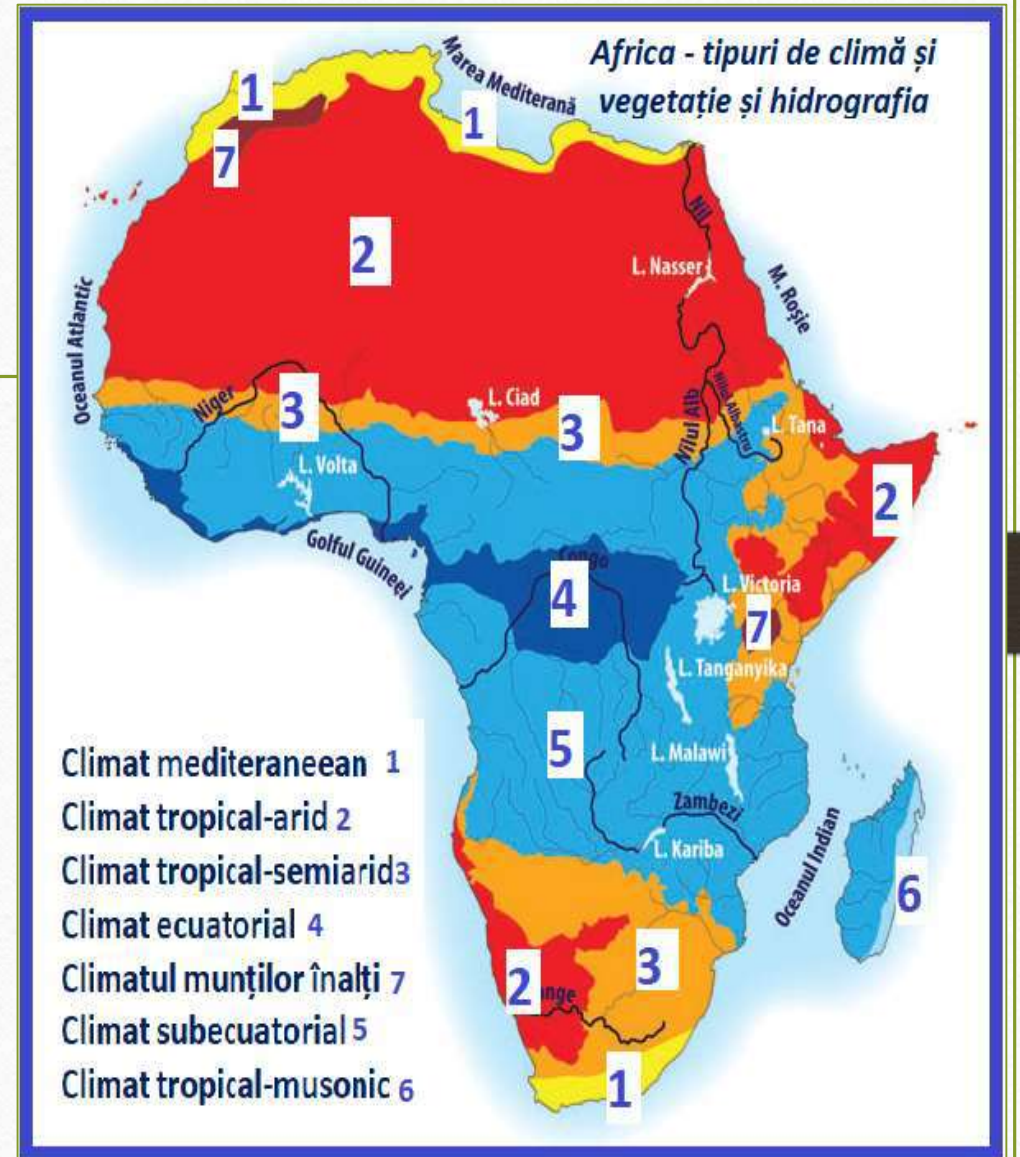 Africa - tipuri de climă și
vegetație și hidrografia
Marea Mediterană
1
1
7
2
Nil
L. Nasser
M. Roșie
Oceanul Atlantic
Niger
3
L. Ciad
3
Nilul Alb
Nilul Albastru
L. Tana
L. Volta
2
Golful Guineei
Congo
4
L. Victoria
7
L. Tanganyika
5
L. Malawi
Zambezi
L. Kariba
Oceanul Indian
6
3
2
ange
1
Climat mediteraneean 1
Climat tropical-arid 2
Climat tropical-semiarid3
Climat ecuatorial 4
Climatul munților înalți 7
Climat subecuatorial 5
Climat tropical-musonic 6